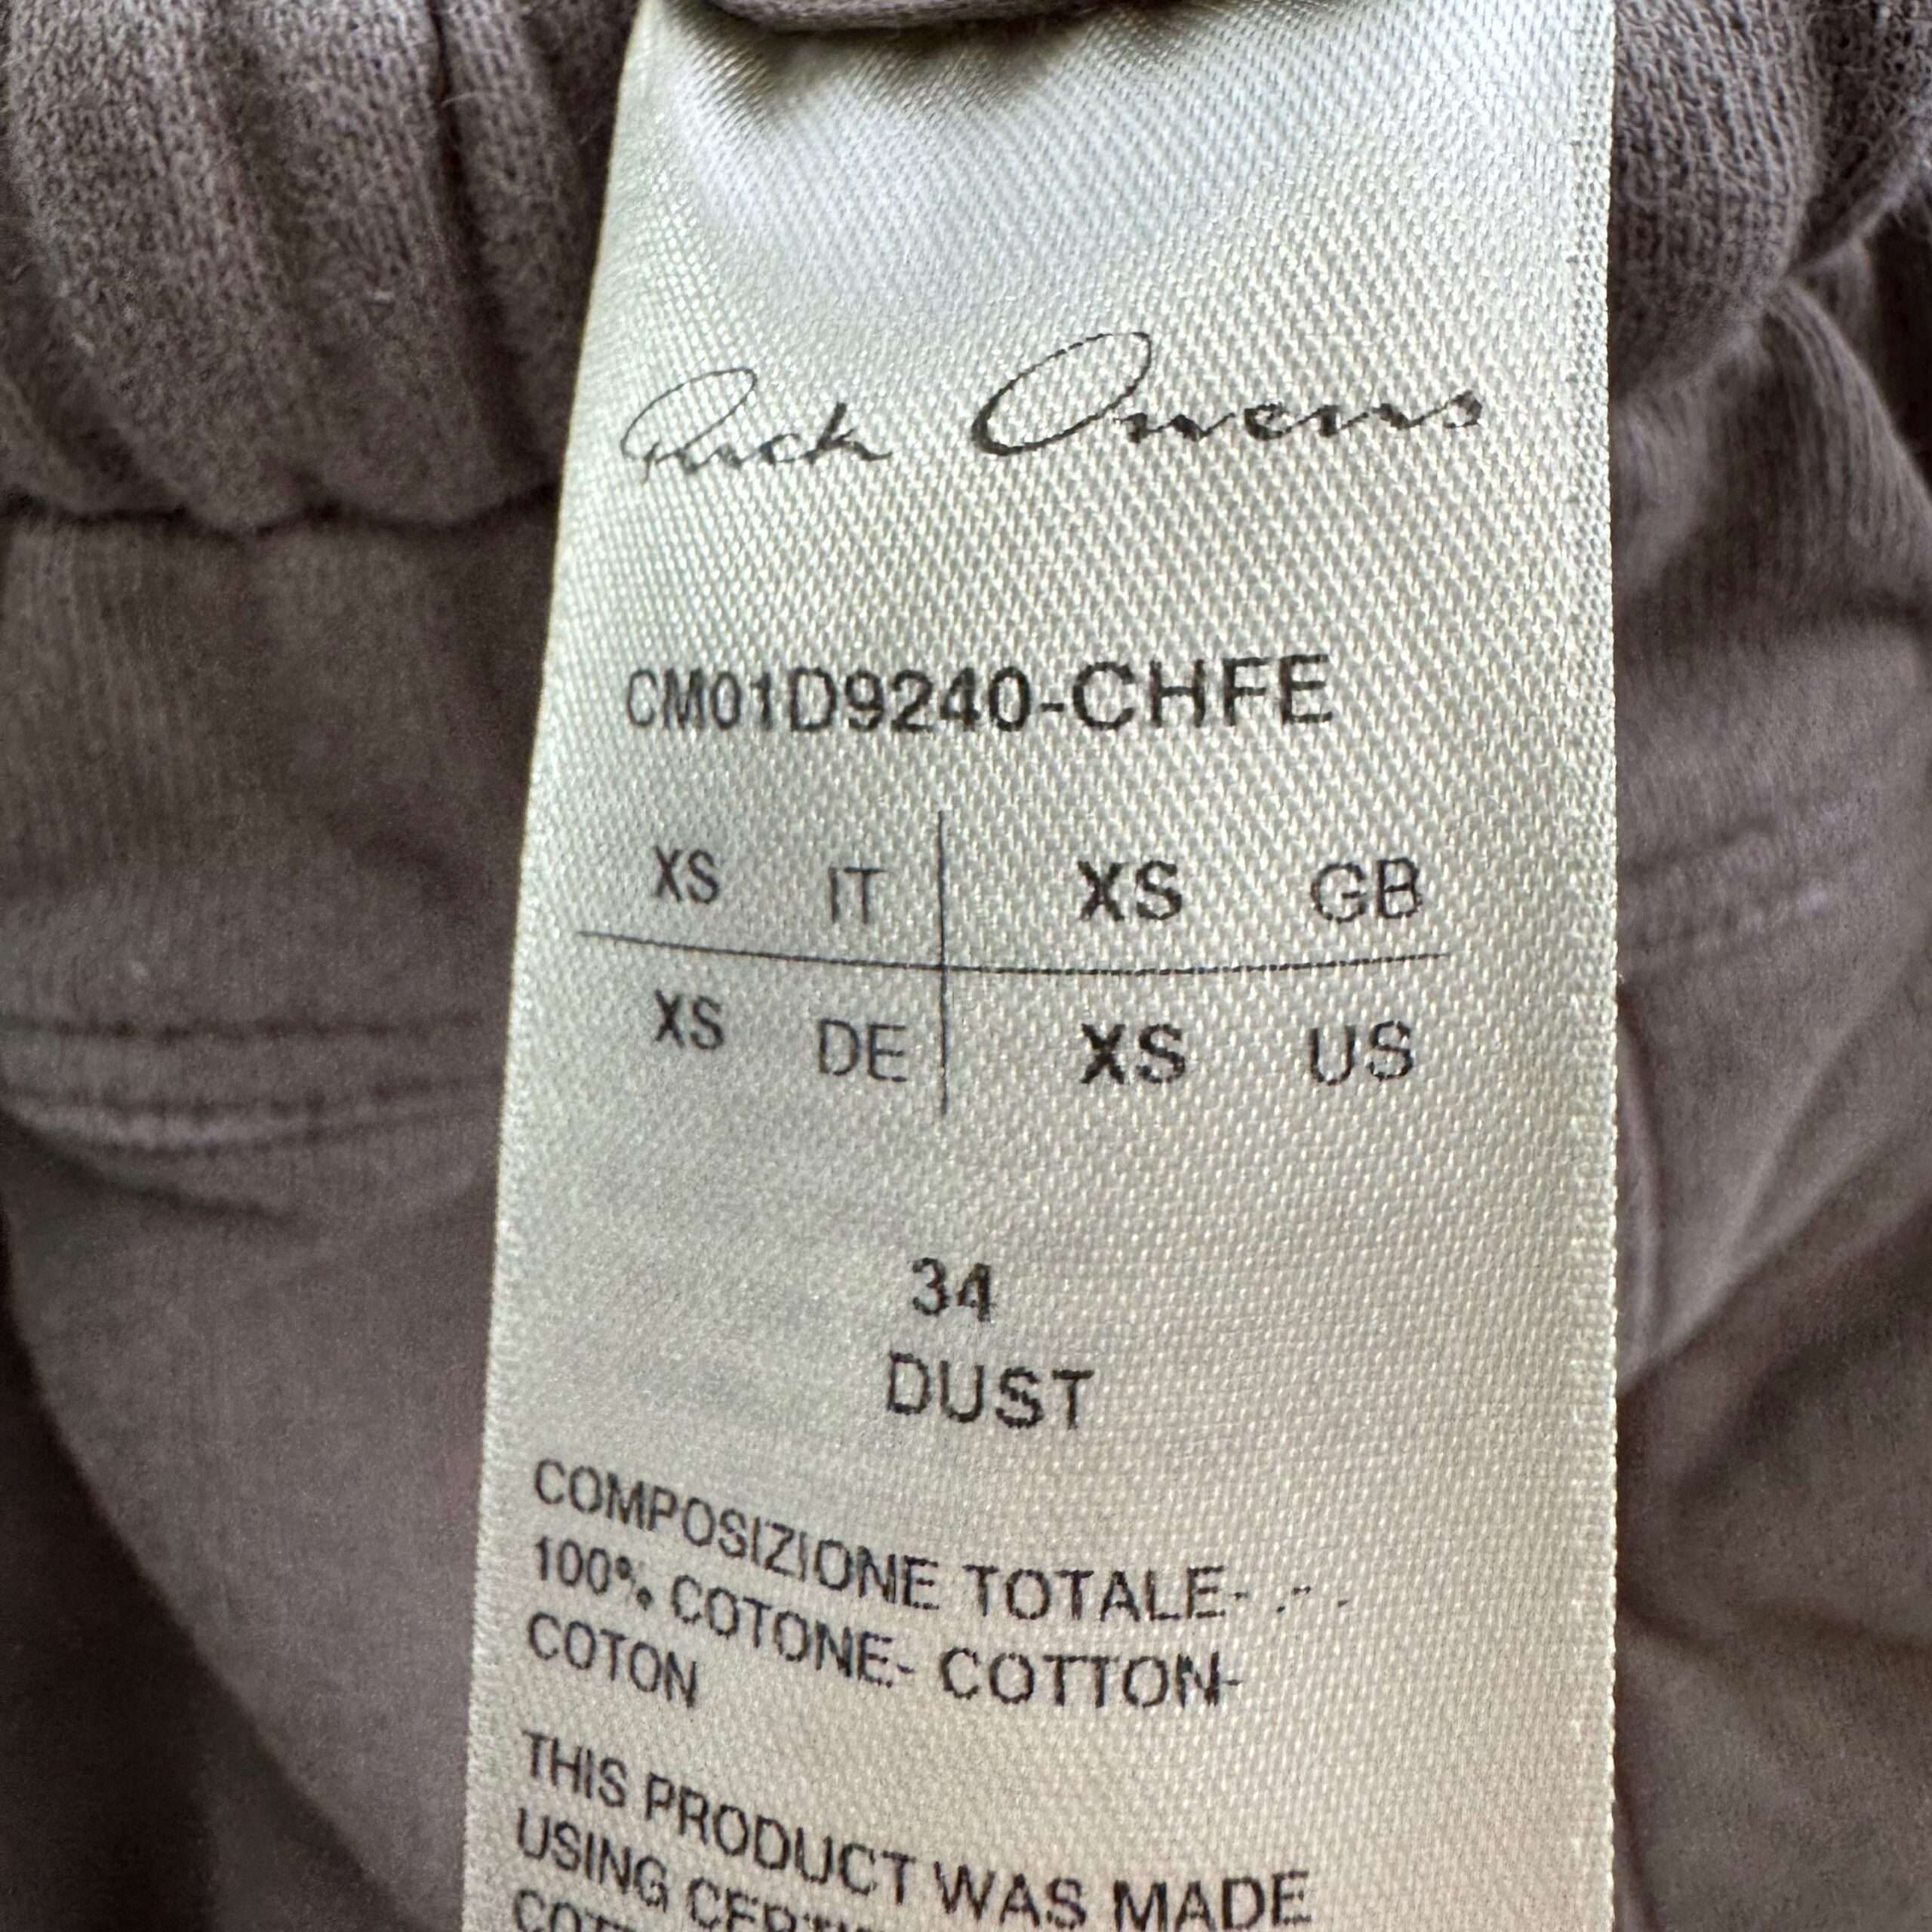 Rick Owens
CM01D9240-CHFE
XS IT XS GB
XS DE XS US
34
DUST
COMPOSIZIONE TOTALE- .- .
100% COTONE- COTTON-
COTON
THIS PRODUCT WAS MADE
USING